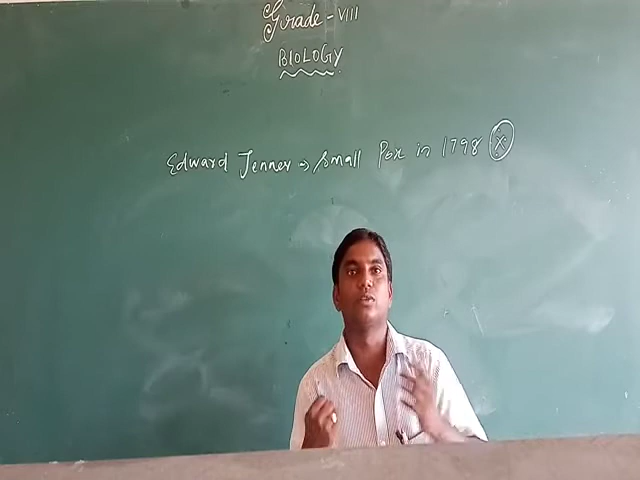 Grade - VIII
BIOLOGY
Edward Jenner → Small Pox in 1798 (X)